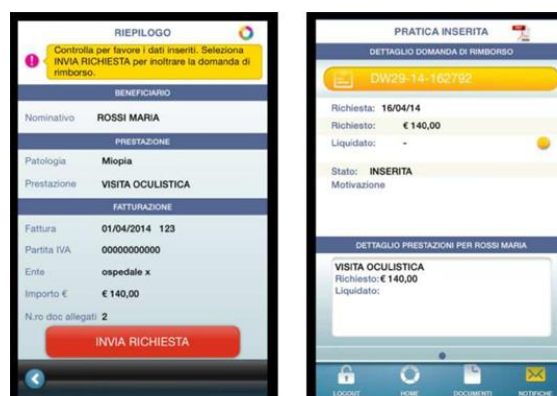 RIEPILOGO
Controlla per favore i dati inseriti. Seleziona
INVIA RICHIESTA per inoltrare la domanda di
rimborso.
BENEFICIARIO
Nominativo ROSSI MARIA
PRESTAZIONE
Patologia Miopia
Prestazione VISITA OCULISTICA
FATTURAZIONE
Fattura 01/04/2014 123
Partita IVA 00000000000
Ente ospedale x
Importo € € 140,00
N.ro doc allegati 2
INVIA RICHIESTA
PRATICA INSERITA
DETTAGLIO DOMANDA DI RIMBORSO
DW29-14-162792
Richiesta: 16/04/14
Richiesto: € 140,00
Liquidato: -
Stato: INSERITA
Motivazione
DETTAGLIO PRESTAZIONI PER ROSSI MARIA
VISITA OCULISTICA
Richiesto: € 140,00
Liquidato:
LOGOUT HOME DOCUMENTI NOTIFICHE